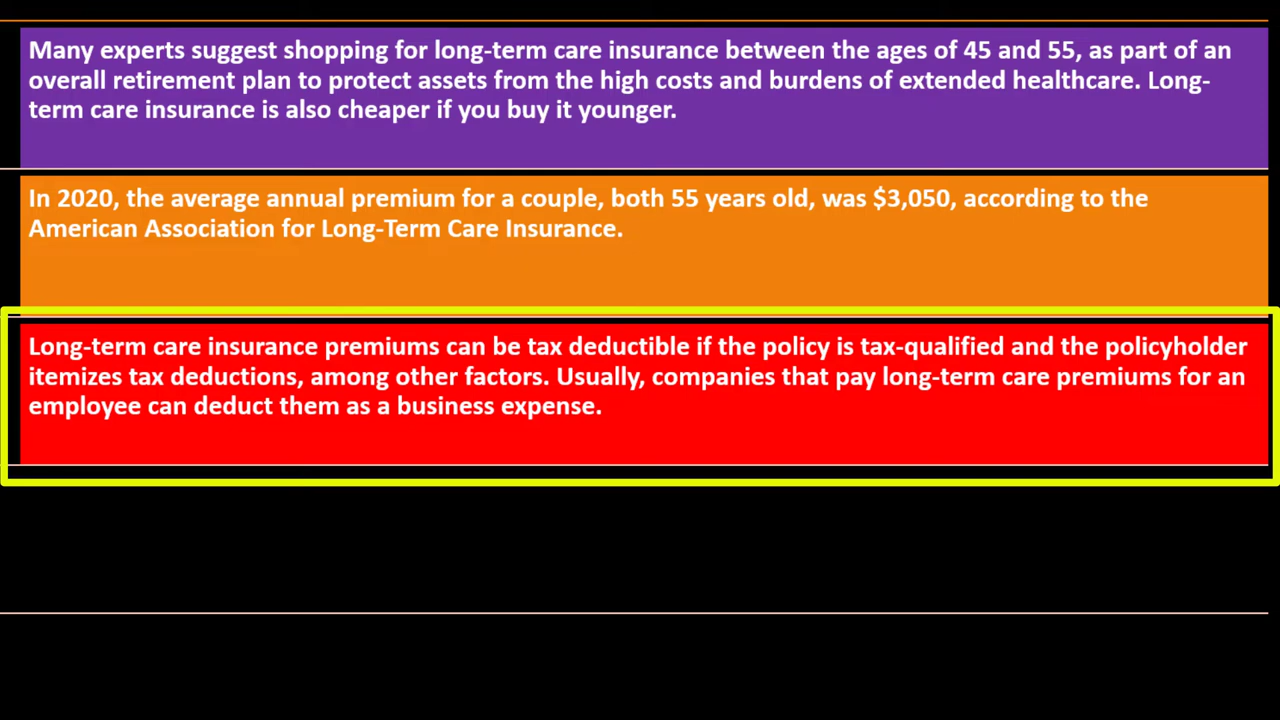 Many experts suggest shopping for long-term care insurance between the ages of 45 and 55, as part of an
overall retirement plan to protect assets from the high costs and burdens of extended healthcare. Long-
term care insurance is also cheaper if you buy it younger.
In 2020, the average annual premium for a couple, both 55 years old, was $3,050, according to the
American Association for Long-Term Care Insurance.
Long-term care insurance premiums can be tax deductible if the policy is tax-qualified and the policyholder
itemizes tax deductions, among other factors. Usually, companies that pay long-term care premiums for an
employee can deduct them as a business expense.